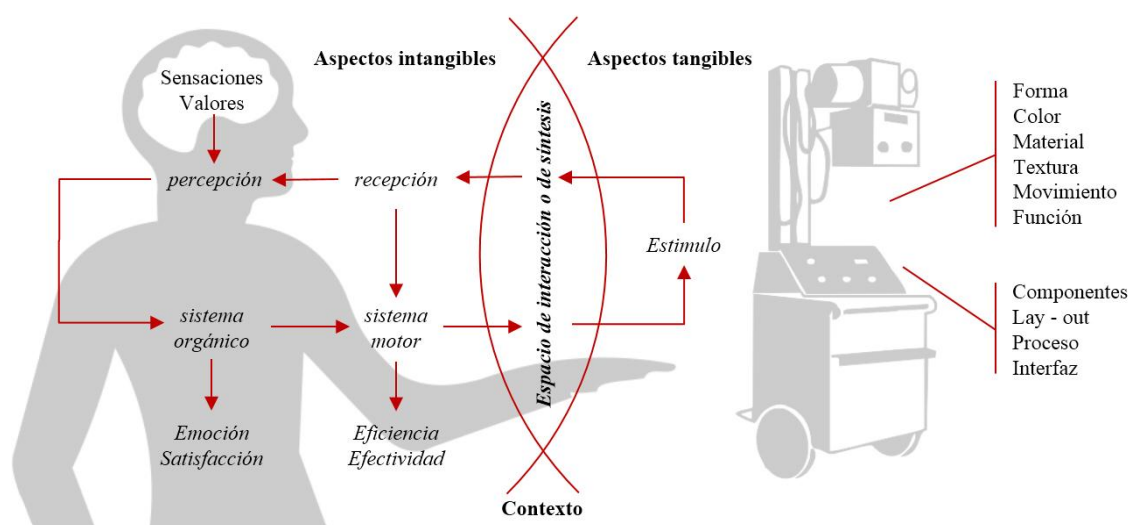 Aspectos intangibles
Aspectos tangibles
Sensaciones
Valores
percepción
recepción
sistema
orgánico
sistema
motor
Emoción
Satisfacción
Eficiencia
Efectividad
Espacio de interacción o de síntesis
Estimulo
Contexto
Forma
Color
Material
Textura
Movimiento
Función
Componentes
Lay - out
Proceso
Interfaz